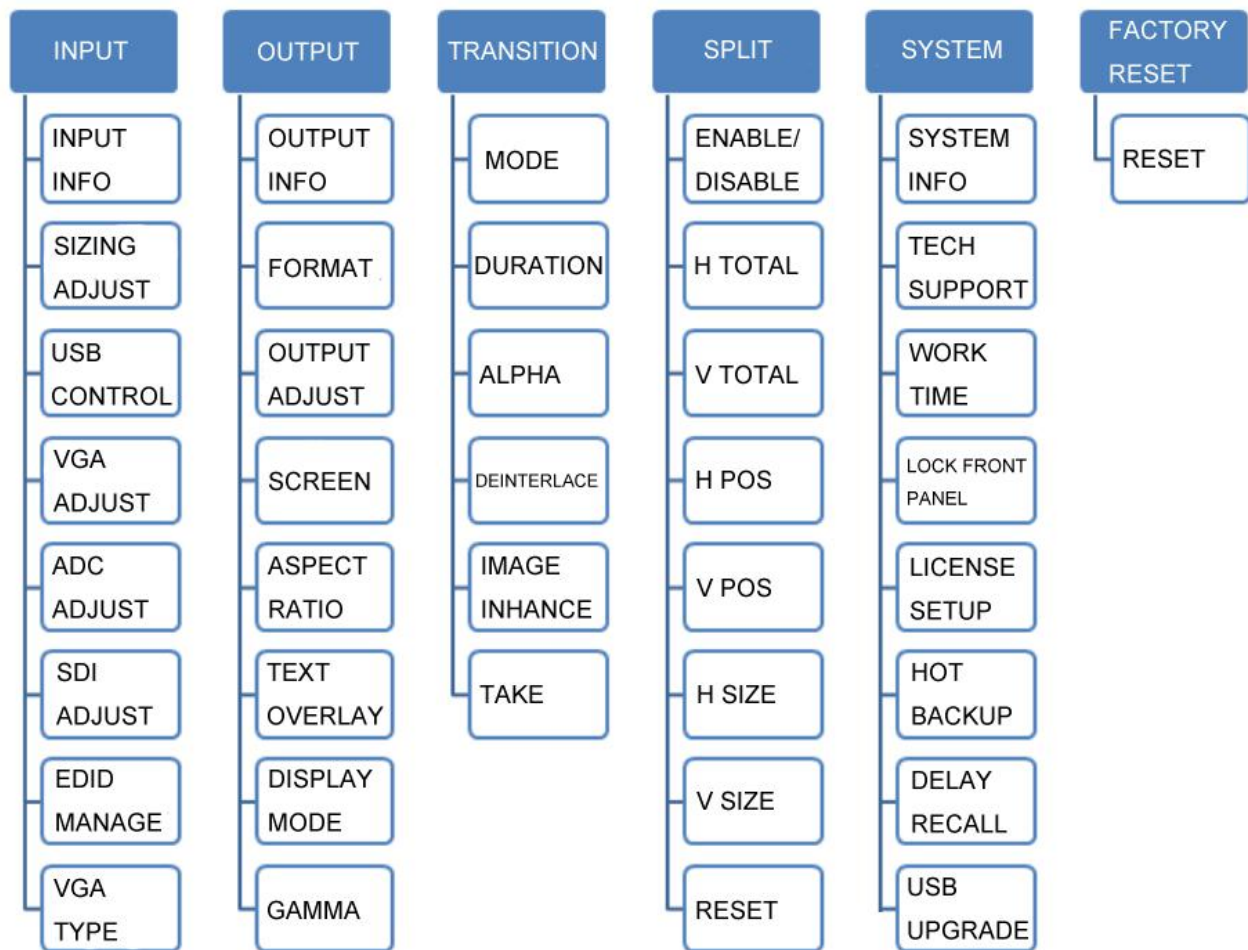 INPUT
INPUT
INFO
SIZING
ADJUST
USB
CONTROL
VGA
ADJUST
ADC
ADJUST
SDI
ADJUST
EDID
MANAGE
VGA
TYPE
OUTPUT
OUTPUT
INFO
FORMAT
OUTPUT
ADJUST
SCREEN
ASPECT
RATIO
TEXT
OVERLAY
DISPLAY
MODE
GAMMA
TRANSITION
MODE
DURATION
ALPHA
DEINTERLACE
IMAGE
INHANCE
TAKE
SPLIT
ENABLE/
DISABLE
H TOTAL
V TOTAL
H POS
V POS
H SIZE
V SIZE
RESET
SYSTEM
SYSTEM
INFO
TECH
SUPPORT
WORK
TIME
LOCK FRONT
PANEL
LICENSE
SETUP
HOT
BACKUP
DELAY
RECALL
USB
UPGRADE
FACTORY
RESET
RESET